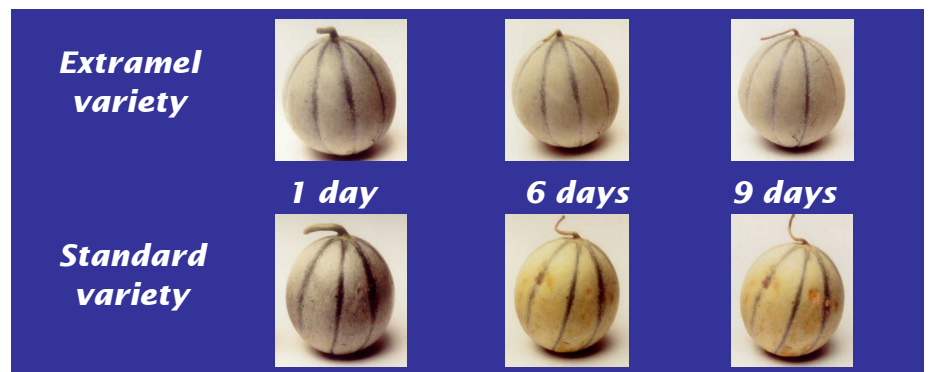 Extramel
variety
1 day
6 days
9 days
Standard
variety